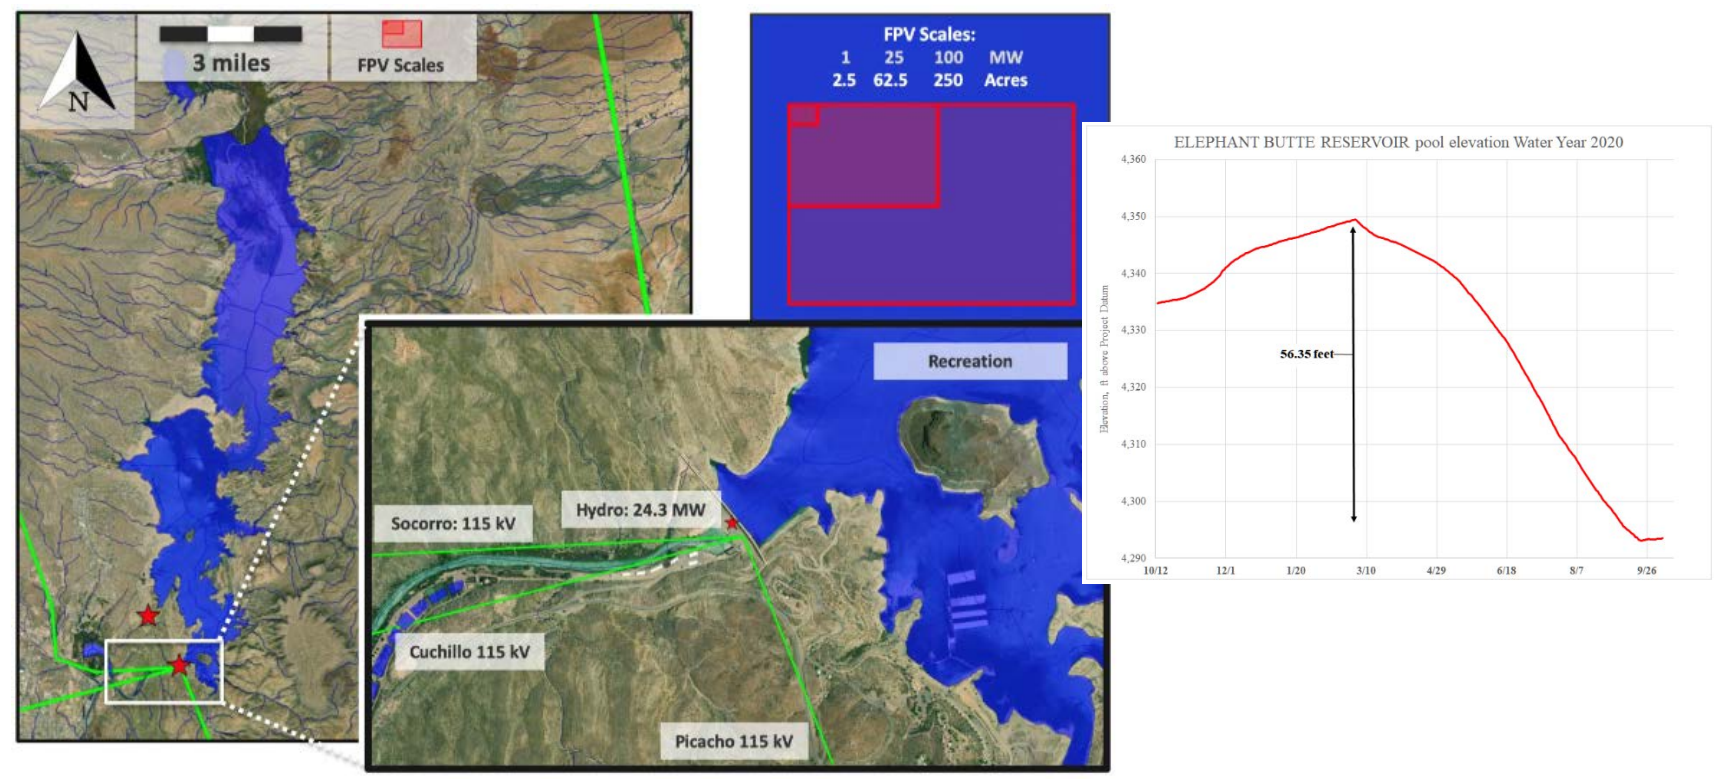 N
3 miles
FPV Scales
FPV Scales:
1 25 100 MW
2.5 62.5 250 Acres
Recreation
Hydro: 24.3 MW
Socorro: 115 kV
Cuchillo 115 kV
Picacho 115 kV
ELEPHANT BUTTE RESERVOIR pool elevation Water Year 2020
Elevation, ft above Project Datum
4,360
4,350
4,340
4,330
4,320
4,310
4,300
4,290
56.35 feet
10/12 12/1 1/20 3/10 4/29 6/18 8/7 9/26